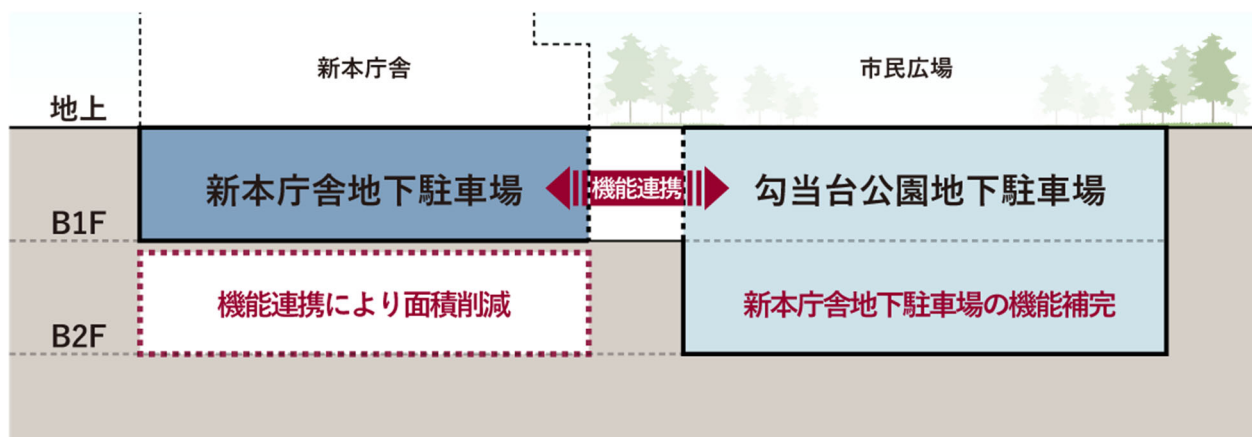 新本庁舎
市民広場
地上
新本庁舎地下駐車場
機能連携
勾当台公園地下駐車場
B1F
機能連携により面積削減
新本庁舎地下駐車場の機能補完
B2F